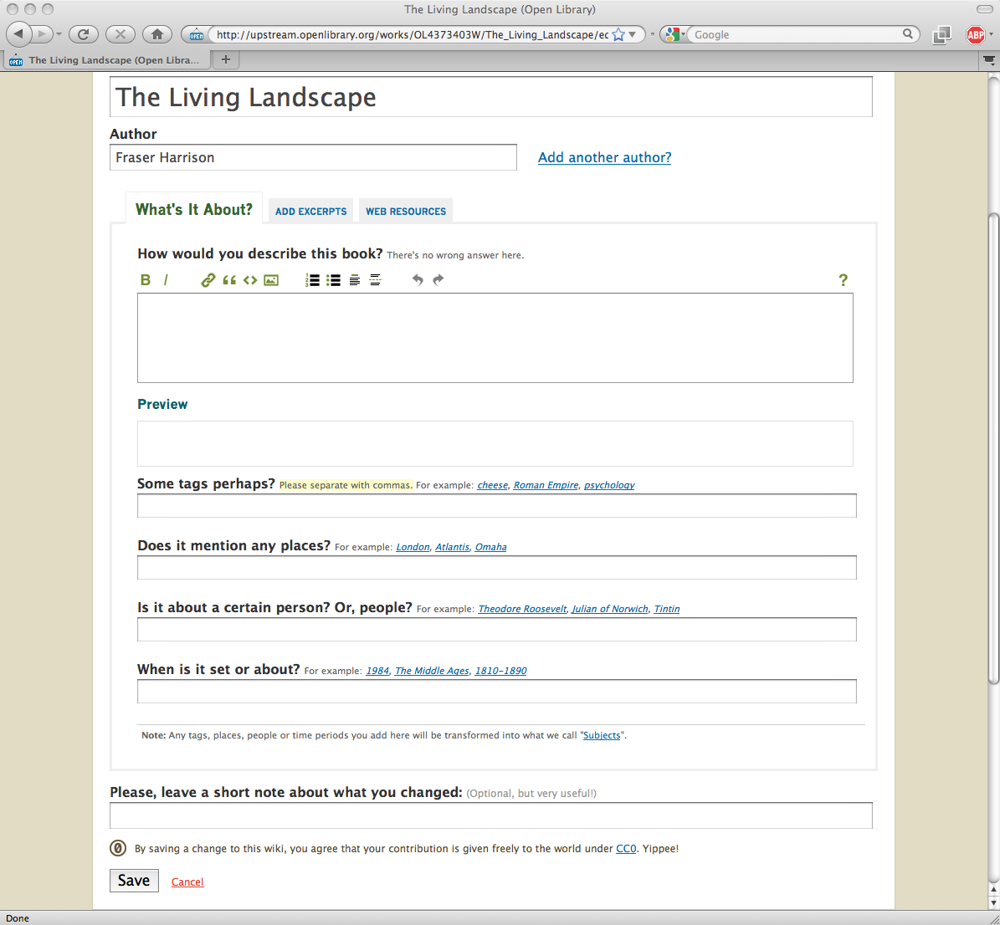 The Living Landscape (Open Library)
http://upstream.openlibrary.org/works/OL4373403W/The_Living_Landscape/ec
Google
ABP
OPEN
The Living Landscape (Open Libra...
The Living Landscape
Author
Fraser Harrison
Add another author?
What's It About?
ADD EXCERPTS
WEB RESOURCES
How would you describe this book? There's no wrong answer here.
B I
?
Preview
Some tags perhaps? Please separate with commas. For example: cheese, Roman Empire, psychology
Does it mention any places? For example: London, Atlantis, Omaha
Is it about a certain person? Or, people? For example: Theodore Roosevelt, Julian of Norwich, Tintin
When is it set or about? For example: 1984, The Middle Ages, 1810-1890
Note: Any tags, places, people or time periods you add here will be transformed into what we call "Subjects".
Please, leave a short note about what you changed: (Optional, but very useful!)
By saving a change to this wiki, you agree that your contribution is given freely to the world under CC0. Yippee!
Save
Cancel
Done